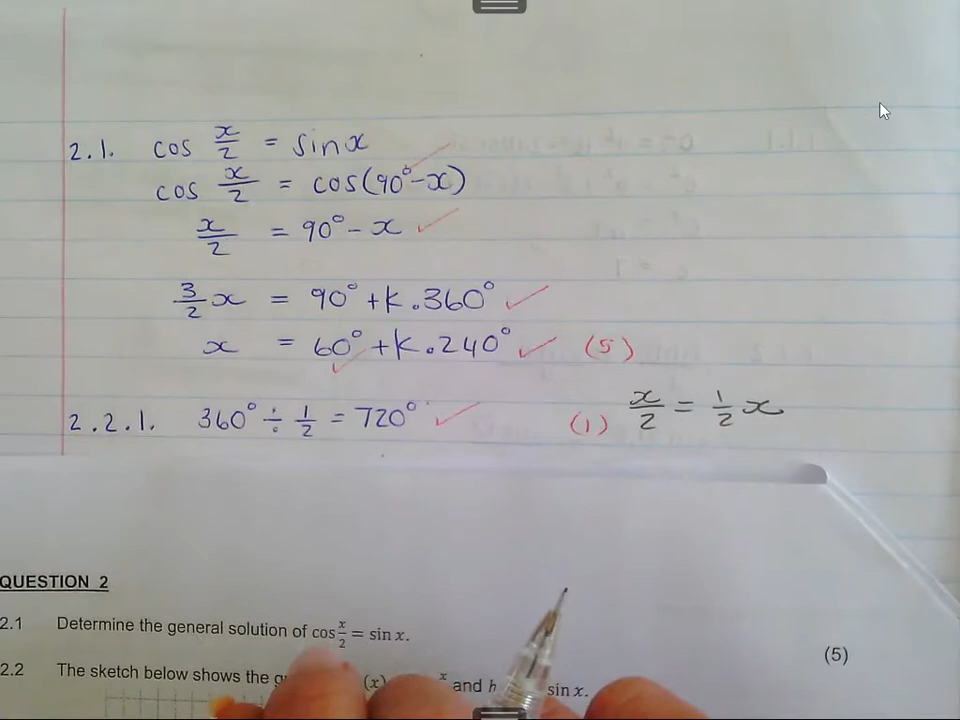 2.1. cos x/2 = sin x
cos x/2 = cos(90° - x)
x/2 = 90° - x
3/2 x = 90° + k.360°
x = 60° + k.240° (5)
2.2.1. 360° ÷ 1/2 = 720° (1) x/2 = 1/2 x
QUESTION 2
2.1 Determine the general solution of cos x/2 = sin x.
(5)
2.2 The sketch below shows the (x) x and h sin x.